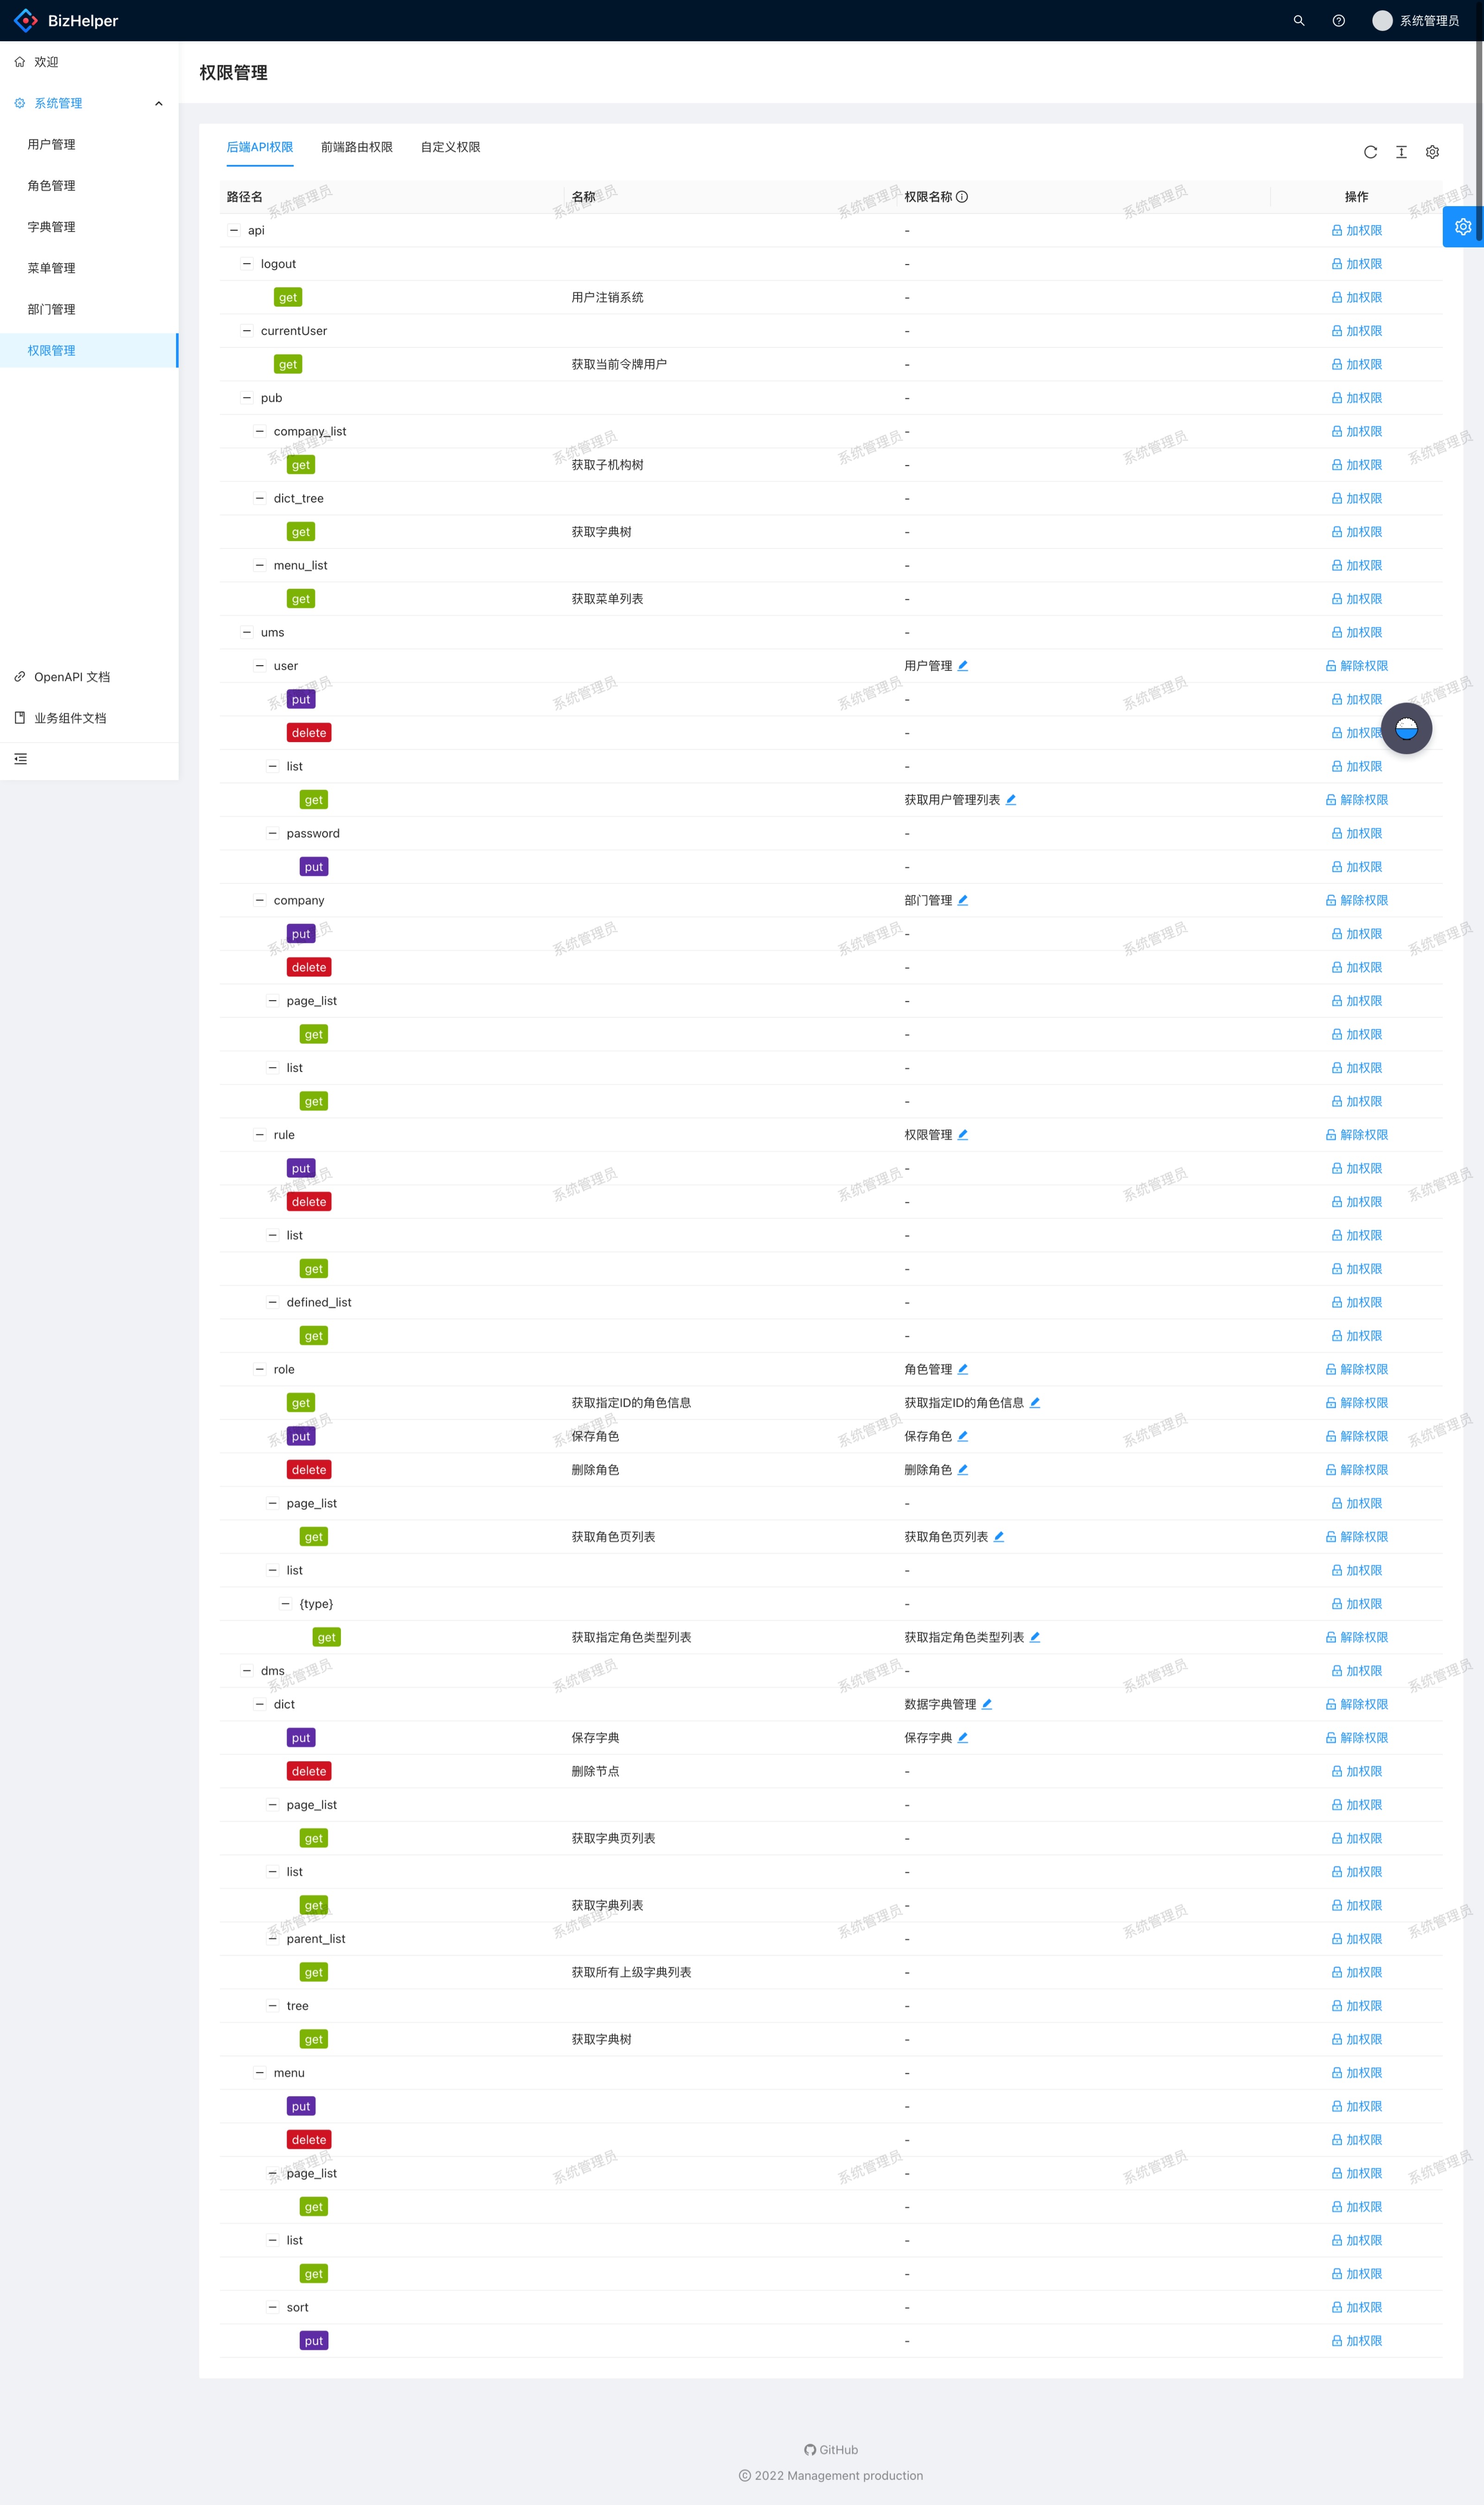 BizHelper
系统管理员
欢迎
系统管理
用户管理
角色管理
字典管理
菜单管理
部门管理
权限管理
OpenAPI 文档
业务组件文档
权限管理
后端API权限 前端路由权限 自定义权限
路径名 名称 权限名称 操作
api - 加权限
logout - 加权限
get 用户注销系统 - 加权限
currentUser - 加权限
get 获取当前令牌用户 - 加权限
pub - 加权限
company_list - 加权限
get 获取子机构树 - 加权限
dict_tree - 加权限
get 获取字典树 - 加权限
menu_list - 加权限
get 获取菜单列表 - 加权限
ums - 加权限
user 用户管理 解除权限
put - 加权限
delete - 加权限
list - 加权限
get 获取用户管理列表 解除权限
password - 加权限
put - 加权限
company 部门管理 解除权限
put - 加权限
delete - 加权限
page_list - 加权限
get - 加权限
list - 加权限
get - 加权限
rule 权限管理 解除权限
put - 加权限
delete - 加权限
list - 加权限
get - 加权限
defined_list - 加权限
get - 加权限
role 角色管理 解除权限
get 获取指定ID的角色信息 获取指定ID的角色信息 解除权限
put 保存角色 保存角色 解除权限
delete 删除角色 删除角色 解除权限
page_list - 加权限
get 获取角色页列表 获取角色页列表 解除权限
list - 加权限
{type} - 加权限
get 获取指定角色类型列表 获取指定角色类型列表 解除权限
dms - 加权限
dict 数据字典管理 解除权限
put 保存字典 保存字典 解除权限
delete 删除节点 - 加权限
page_list - 加权限
get 获取字典页列表 - 加权限
list - 加权限
get 获取字典列表 - 加权限
parent_list - 加权限
get 获取所有上级字典列表 - 加权限
tree - 加权限
get 获取字典树 - 加权限
menu - 加权限
put - 加权限
delete - 加权限
page_list - 加权限
get - 加权限
list - 加权限
get - 加权限
sort - 加权限
put - 加权限
GitHub
© 2022 Management production